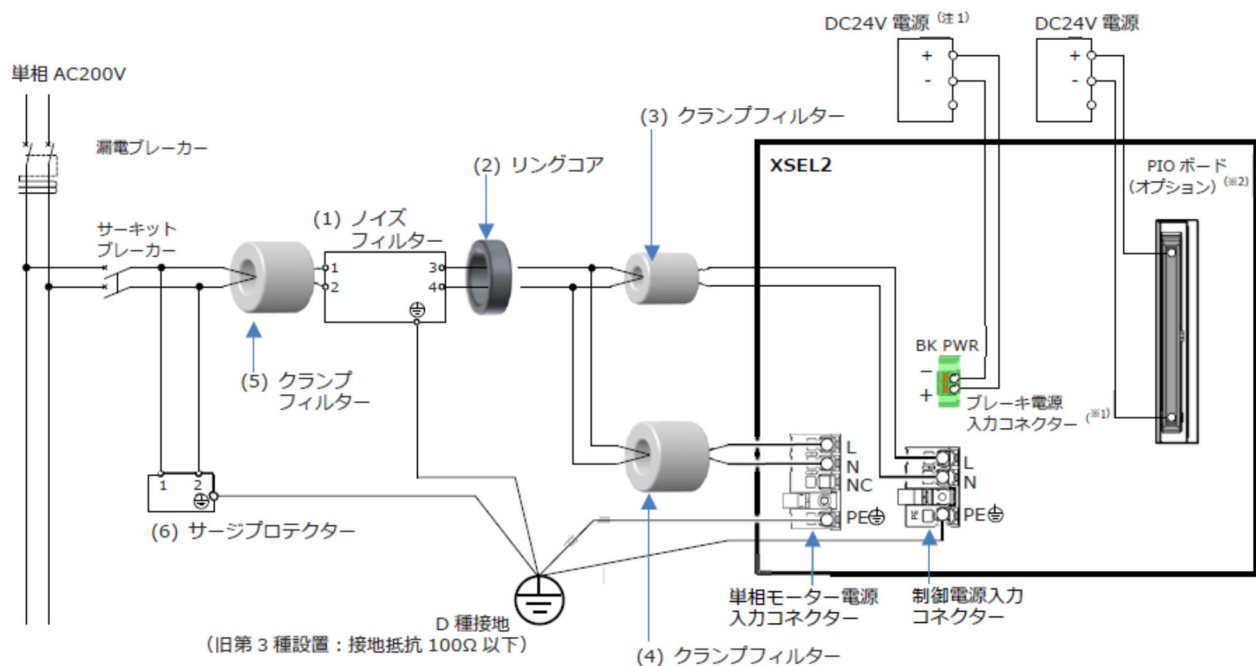 DC24V 電源 (注1)
DC24V 電源
+
-
+
-
単相 AC200V
漏電ブレーカー
(3) クランプフィルター
(2) リングコア
XSEL2
PIO ボード
(オプション) (※2)
サーキット
ブレーカー
(1) ノイズ
フィルター
1
2
3
4
BK PWR
−
+
ブレーキ電源
入力コネクター (※1)
(5) クランプ
フィルター
L
N
NC
PE
L
N
PE
1 2
(6) サージプロテクター
D 種接地
(旧第 3 種設置：接地抵抗 100Ω 以下)
単相モーター電源
入力コネクター
制御電源入力
コネクター
(4) クランプフィルター